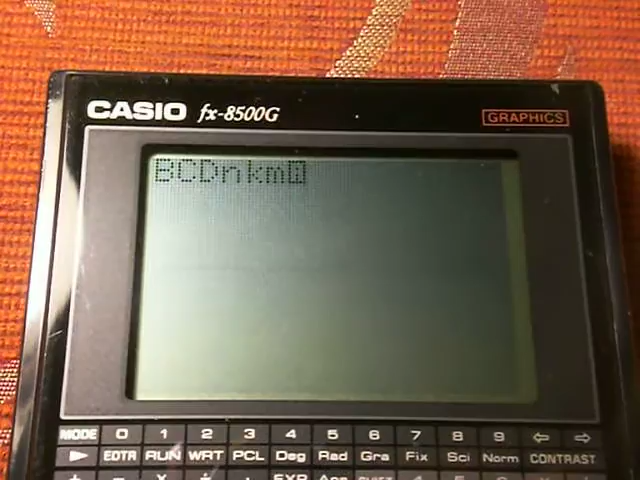 CASIO fx-8500G GRAPHICS
BCDnkm
MODE 0 1 2 3 4 5 6 7 8 9 ⇦ ⇨
► EDTR RUN WRT PCL Deg Rad Gra Fix Sci Norm CONTRAST